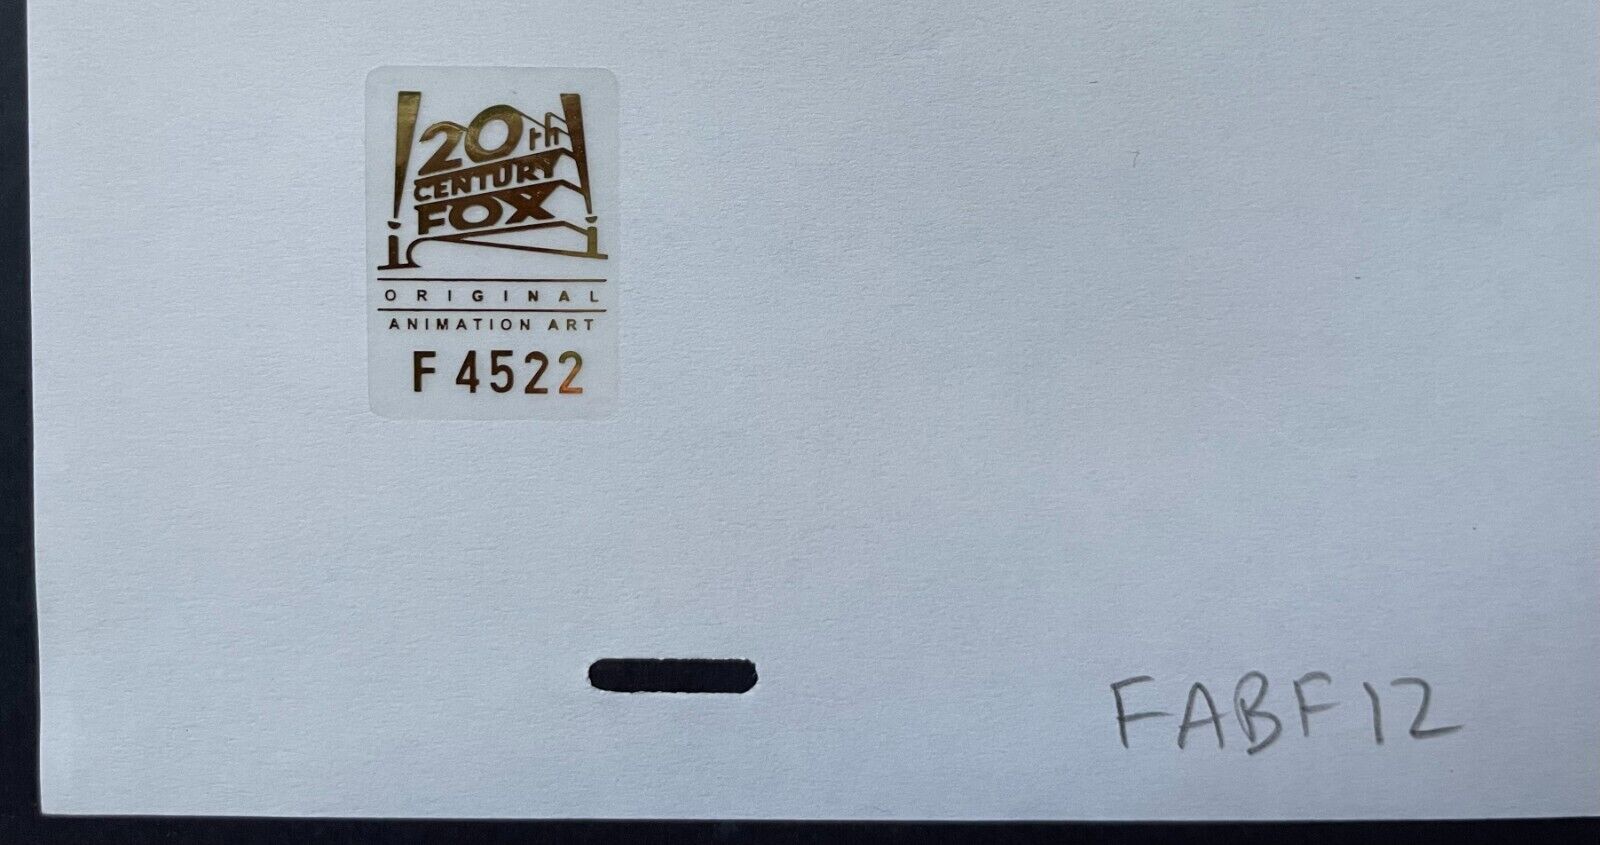 20th
CENTURY
FOX
ORIGINAL
ANIMATION ART
F 4522
FABF12